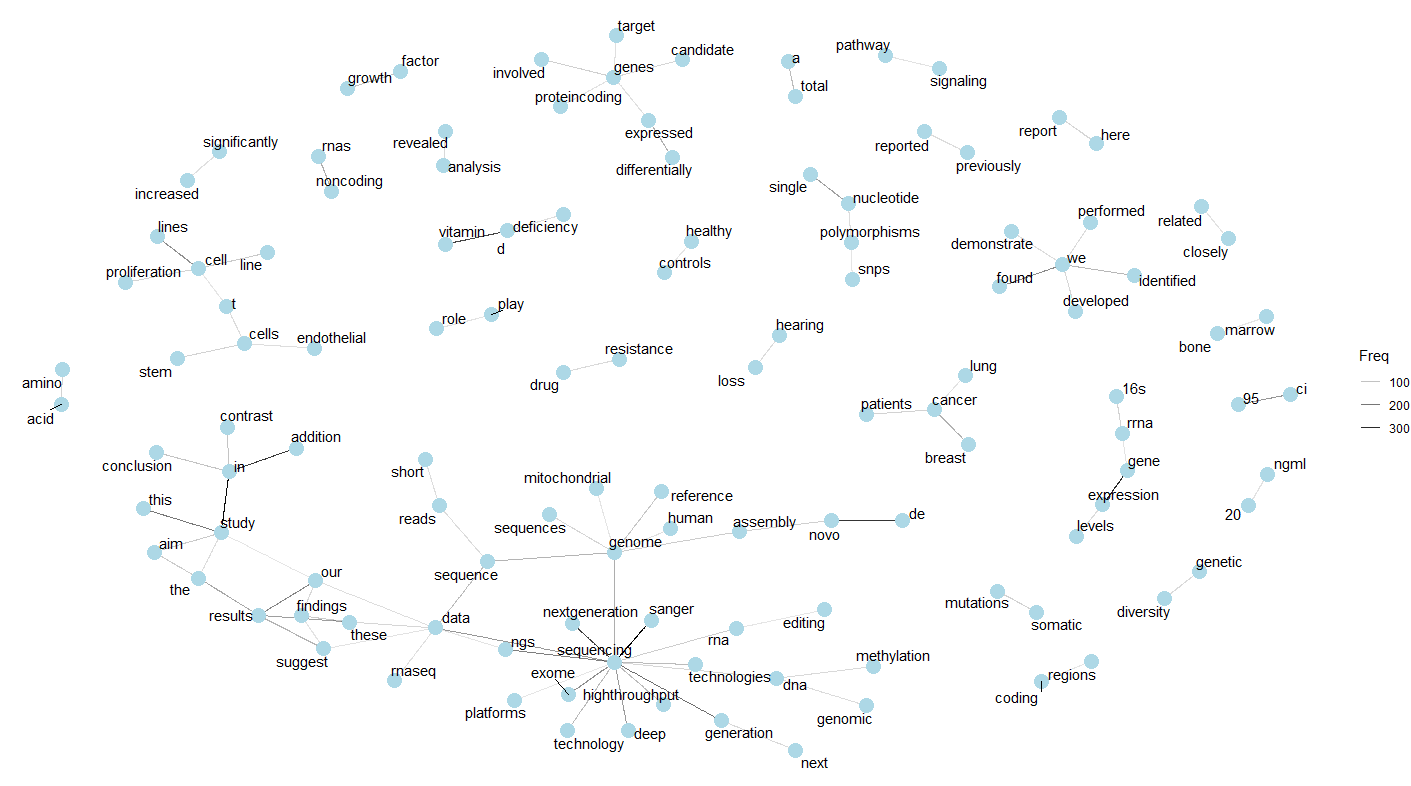 target
candidate
involved
genes
proteincoding
expressed
differentially
growth
factor
a
total
pathway
signaling
report
here
reported
previously
significantly
increased
rnas
noncoding
revealed
analysis
single
nucleotide
polymorphisms
snps
performed
demonstrate
we
found
identified
developed
related
closely
lines
cell
line
proliferation
t
cells
endothelial
stem
vitamin
d
deficiency
healthy
controls
role
play
hearing
loss
resistance
drug
marrow
bone
amino
acid
lung
patients
cancer
breast
16s
rrna
gene
expression
levels
95
ci
ngml
20
contrast
addition
conclusion
in
this
study
aim
the
our
results
findings
these
suggest
short
reads
sequence
mitochondrial
sequences
reference
human
genome
assembly
novo
de
data
rnaseq
ngs
nextgeneration
sanger
sequencing
rna
editing
exome
highthroughput
technologies
dna
methylation
genomic
platforms
technology
deep
generation
next
genetic
diversity
mutations
somatic
regions
coding
Freq
100
200
300